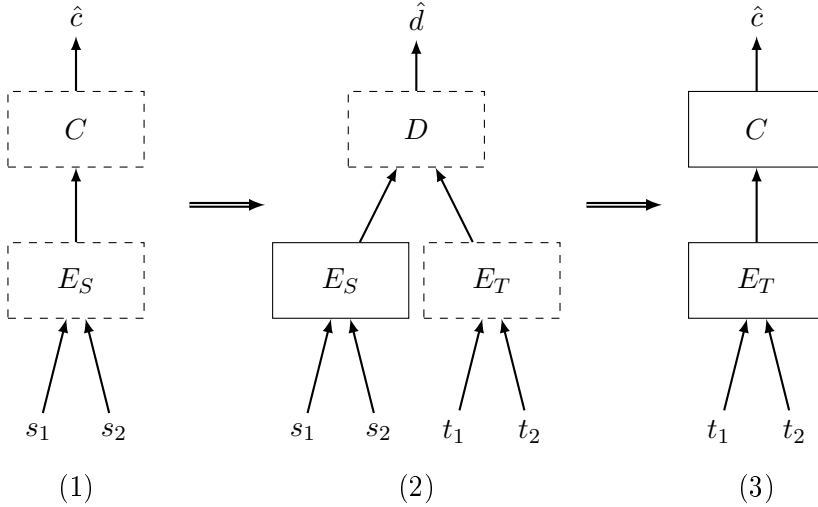 ĉ d̂ ĉ
C D C
E_S E_S E_T E_T
s_1 s_2 s_1 s_2 t_1 t_2 t_1 t_2
(1) (2) (3)